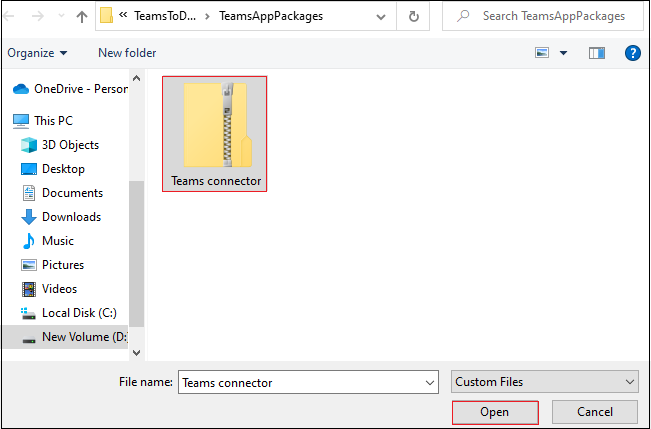 « TeamsToD... > TeamsAppPackages
Search TeamsAppPackages
Organize
New folder
OneDrive - Person
This PC
3D Objects
Desktop
Documents
Downloads
Music
Pictures
Videos
Local Disk (C:)
New Volume (D:)
Teams connector
File name: Teams connector
Custom Files
Open
Cancel